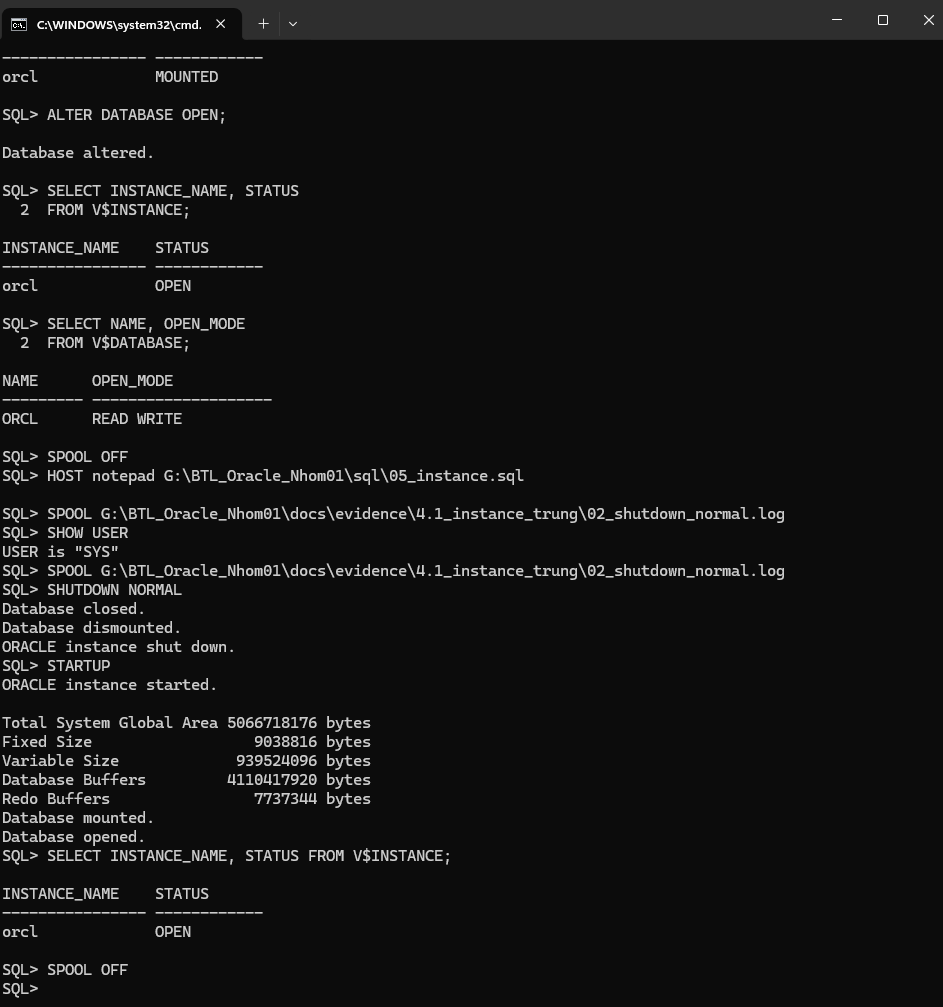 C:\WINDOWS\system32\cmd.
---------------- ------------
orcl             MOUNTED
SQL> ALTER DATABASE OPEN;
Database altered.
SQL> SELECT INSTANCE_NAME, STATUS
  2  FROM V$INSTANCE;
INSTANCE_NAME    STATUS
---------------- ------------
orcl             OPEN
SQL> SELECT NAME, OPEN_MODE
  2  FROM V$DATABASE;
NAME      OPEN_MODE
--------- --------------------
ORCL      READ WRITE
SQL> SPOOL OFF
SQL> HOST notepad G:\BTL_Oracle_Nhom01\sql\05_instance.sql
SQL> SPOOL G:\BTL_Oracle_Nhom01\docs\evidence\4.1_instance_trung\02_shutdown_normal.log
SQL> SHOW USER
USER is "SYS"
SQL> SPOOL G:\BTL_Oracle_Nhom01\docs\evidence\4.1_instance_trung\02_shutdown_normal.log
SQL> SHUTDOWN NORMAL
Database closed.
Database dismounted.
ORACLE instance shut down.
SQL> STARTUP
ORACLE instance started.
Total System Global Area 5066718176 bytes
Fixed Size                  9038816 bytes
Variable Size             939524096 bytes
Database Buffers         4110417920 bytes
Redo Buffers                7737344 bytes
Database mounted.
Database opened.
SQL> SELECT INSTANCE_NAME, STATUS FROM V$INSTANCE;
INSTANCE_NAME    STATUS
---------------- ------------
orcl             OPEN
SQL> SPOOL OFF
SQL>